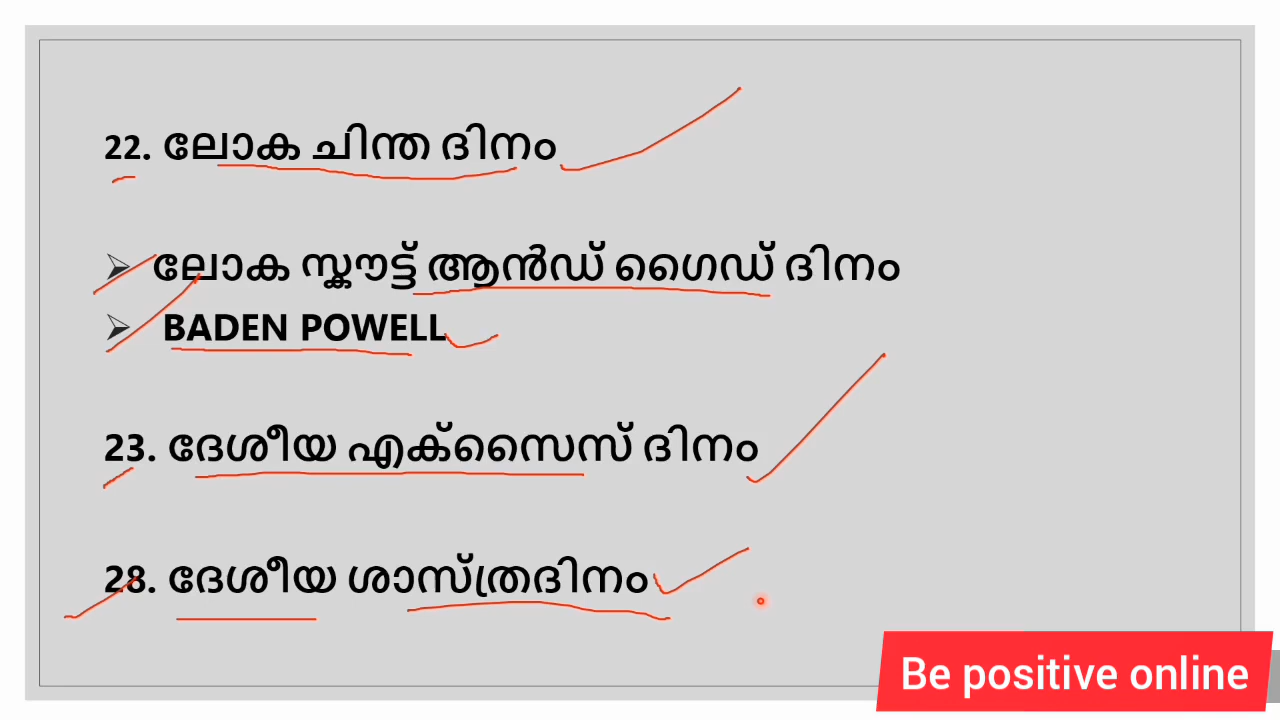 22. ലോക ചിന്ത ദിനം
ലോക സ്കൗട്ട് ആൻഡ് ഗൈഡ് ദിനം
BADEN POWELL
23. ദേശീയ എക്സൈസ് ദിനം
28. ദേശീയ ശാസ്ത്രദിനം
Be positive online